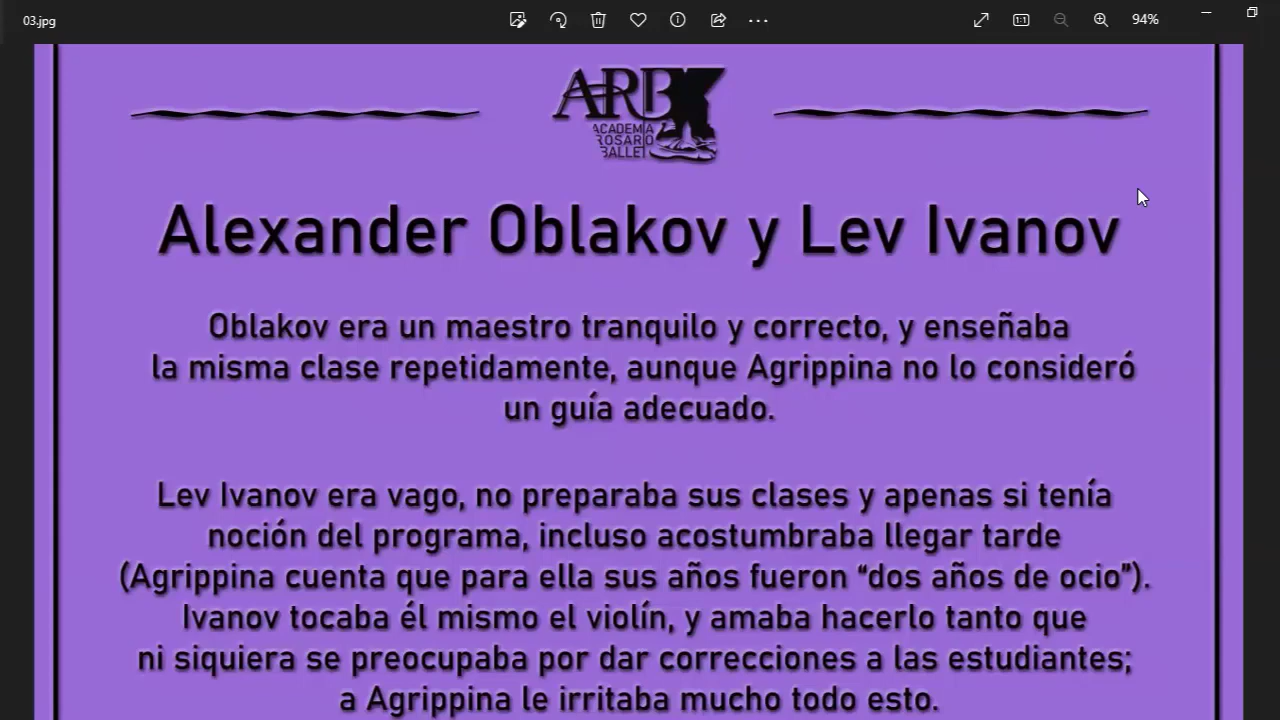 03.jpg
94%
ARB
ACADEMIA
ROSARIO
BALLET
Alexander Oblakov y Lev Ivanov
Oblakov era un maestro tranquilo y correcto, y enseñaba
la misma clase repetidamente, aunque Agrippina no lo consideró
un guía adecuado.
Lev Ivanov era vago, no preparaba sus clases y apenas si tenía
noción del programa, incluso acostumbraba llegar tarde
(Agrippina cuenta que para ella sus años fueron “dos años de ocio”).
Ivanov tocaba él mismo el violín, y amaba hacerlo tanto que
ni siquiera se preocupaba por dar correcciones a las estudiantes;
a Agrippina le irritaba mucho todo esto.